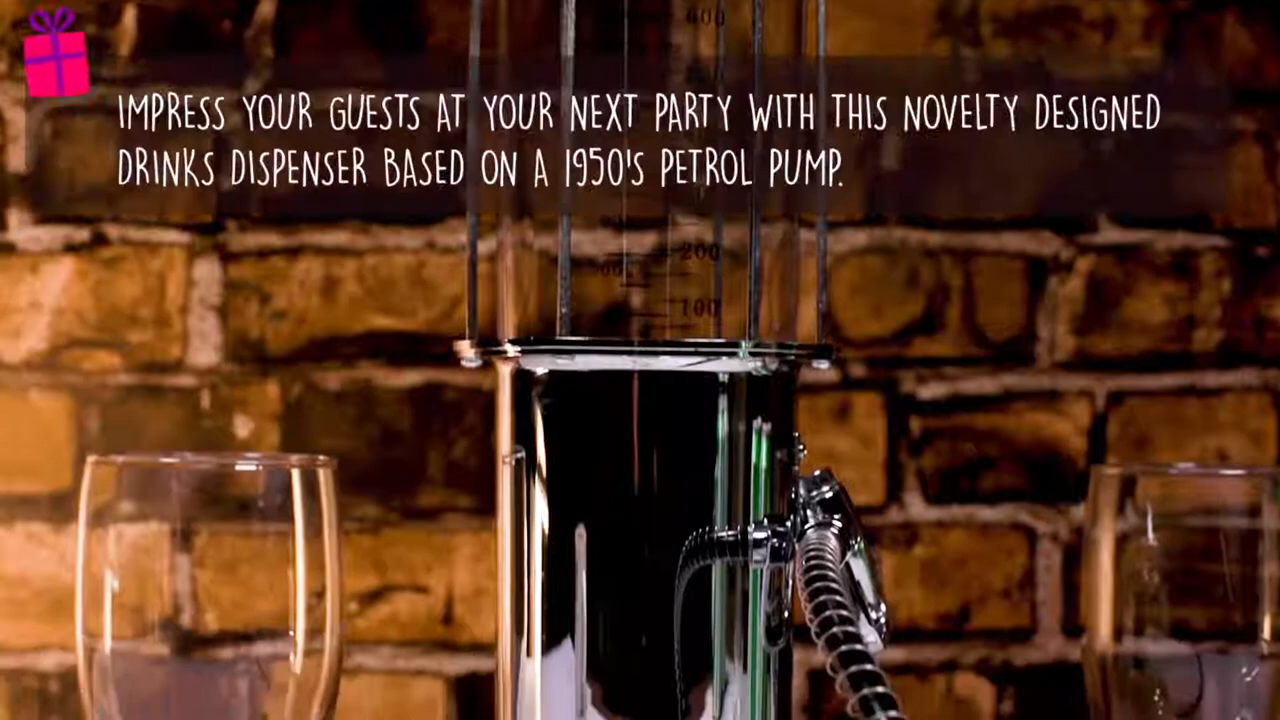 IMPRESS YOUR GUESTS AT YOUR NEXT PARTY WITH THIS NOVELTY DESIGNED
DRINKS DISPENSER BASED ON A 1950'S PETROL PUMP.
600
200
100